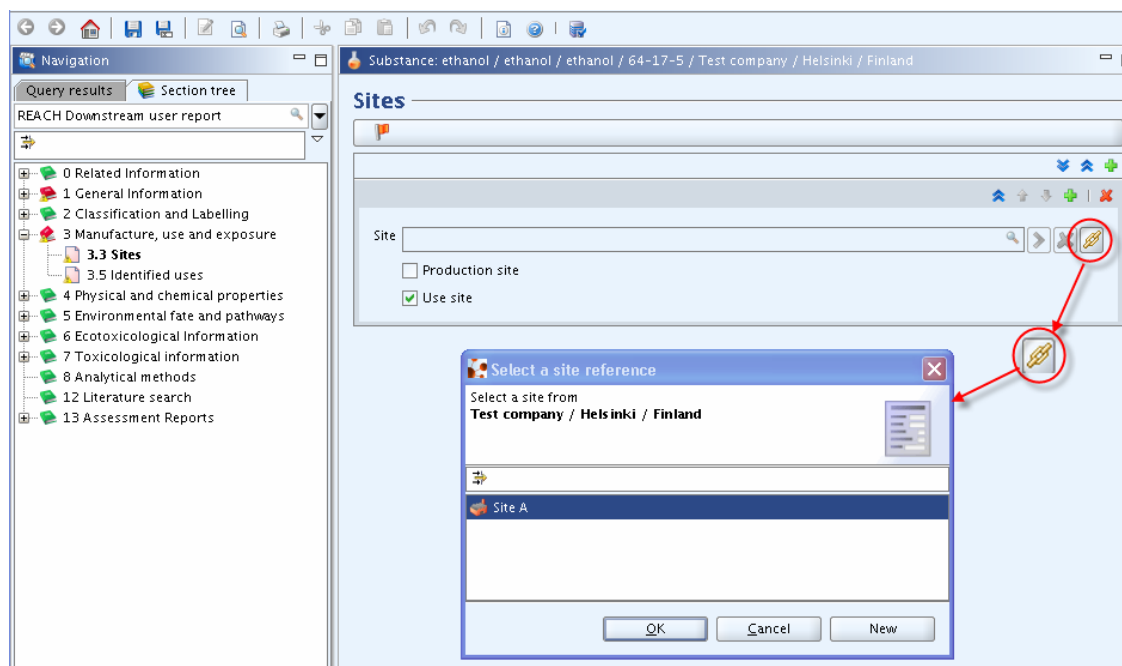 Navigation
Query results
Section tree
REACH Downstream user report
0 Related Information
1 General Information
2 Classification and Labelling
3 Manufacture, use and exposure
3.3 Sites
3.5 Identified uses
4 Physical and chemical properties
5 Environmental fate and pathways
6 Ecotoxicological Information
7 Toxicological information
8 Analytical methods
12 Literature search
13 Assessment Reports
Substance: ethanol / ethanol / ethanol / 64-17-5 / Test company / Helsinki / Finland
Sites
Site
Production site
Use site
Select a site reference
Select a site from
Test company / Helsinki / Finland
Site A
OK
Cancel
New